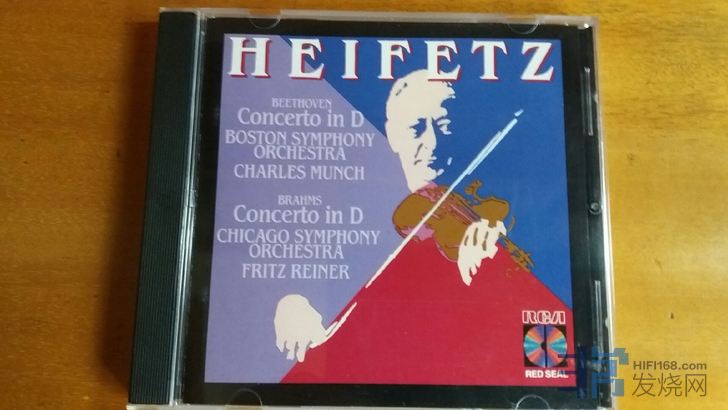 HEIFETZ
BEETHOVEN
Concerto in D
BOSTON SYMPHONY
ORCHESTRA
CHARLES MUNCH
BRAHMS
Concerto in D
CHICAGO SYMPHONY
ORCHESTRA
FRITZ REINER
RCA
RED SEAL
HIFI168.com
发烧网